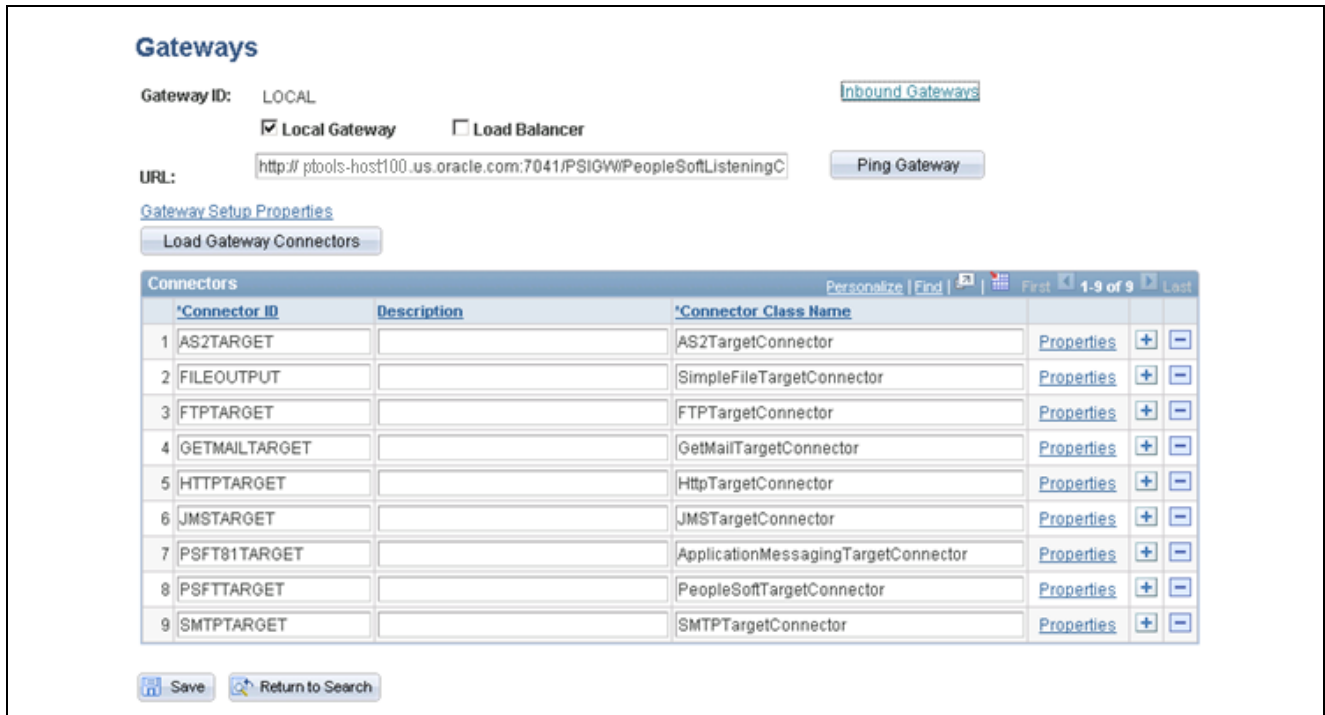 Gateways
Gateway ID: LOCAL Inbound Gateways
Local Gateway Load Balancer
URL: http:// ptools-host100.us.oracle.com:7041/PSIGW/PeopleSoftListeningC Ping Gateway
Gateway Setup Properties
Load Gateway Connectors
Connectors Personalize | Find | | First 1-9 of 9 Last
*Connector ID Description *Connector Class Name
1 AS2TARGET AS2TargetConnector Properties + -
2 FILEOUTPUT SimpleFileTargetConnector Properties + -
3 FTPTARGET FTPTargetConnector Properties + -
4 GETMAILTARGET GetMailTargetConnector Properties + -
5 HTTPTARGET HttpTargetConnector Properties + -
6 JMSTARGET JMSTargetConnector Properties + -
7 PSFT81TARGET ApplicationMessagingTargetConnector Properties + -
8 PSFTTARGET PeopleSoftTargetConnector Properties + -
9 SMTPTARGET SMTPTargetConnector Properties + -
Save Return to Search